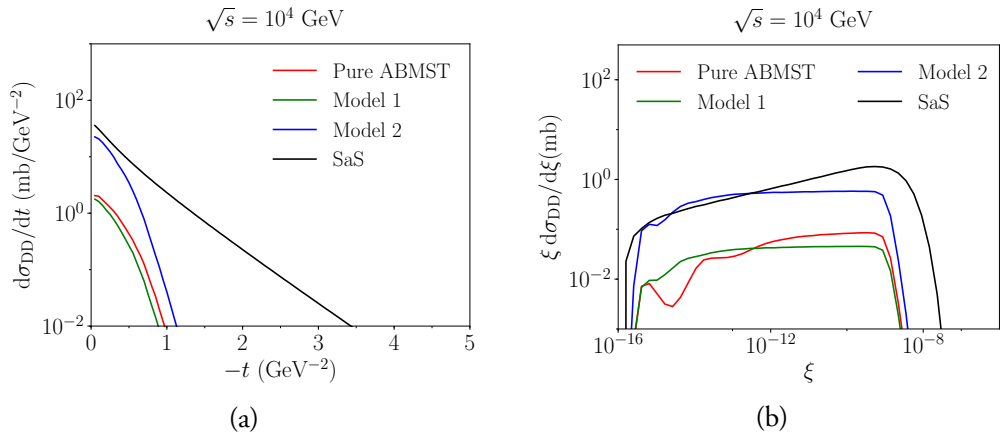 √s = 10⁴ GeV
dσ_DD/dt (mb/GeV⁻²)
10²
10⁰
10⁻²
Pure ABMST
Model 1
Model 2
SaS
0 1 2 3 4 5
−t (GeV⁻²)
(a)
√s = 10⁴ GeV
ξ dσ_DD/dξ(mb)
10²
10⁰
10⁻²
Pure ABMST
Model 1
Model 2
SaS
10⁻¹⁶ 10⁻¹² 10⁻⁸
ξ
(b)